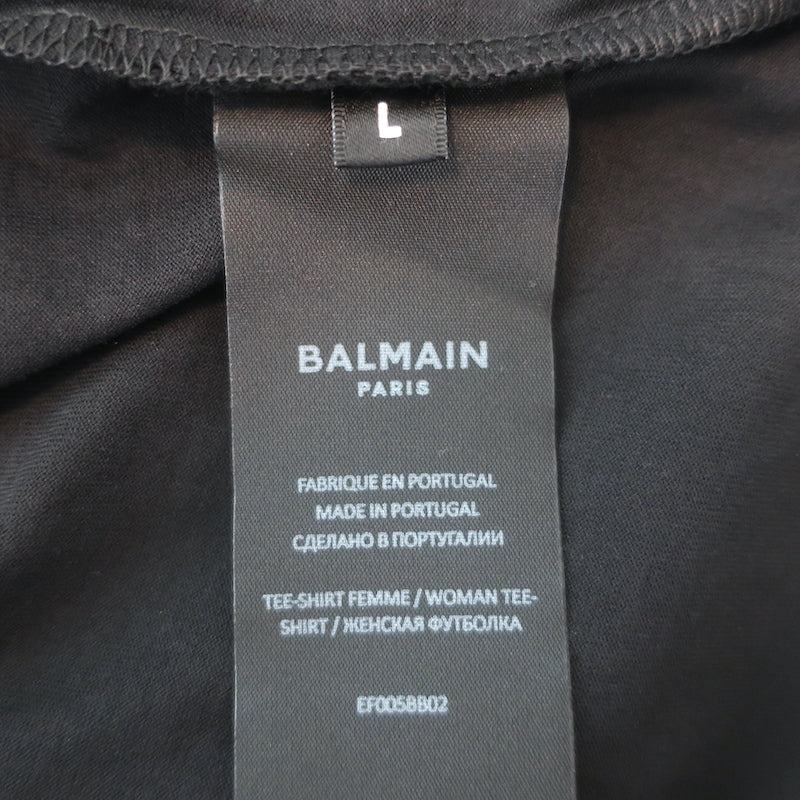 L
BALMAIN
PARIS
FABRIQUE EN PORTUGAL
MADE IN PORTUGAL
СДЕЛАНО В ПОРТУГАЛИИ
TEE-SHIRT FEMME / WOMAN TEE-
SHIRT / ЖЕНСКАЯ ФУТБОЛКА
EF005BB02